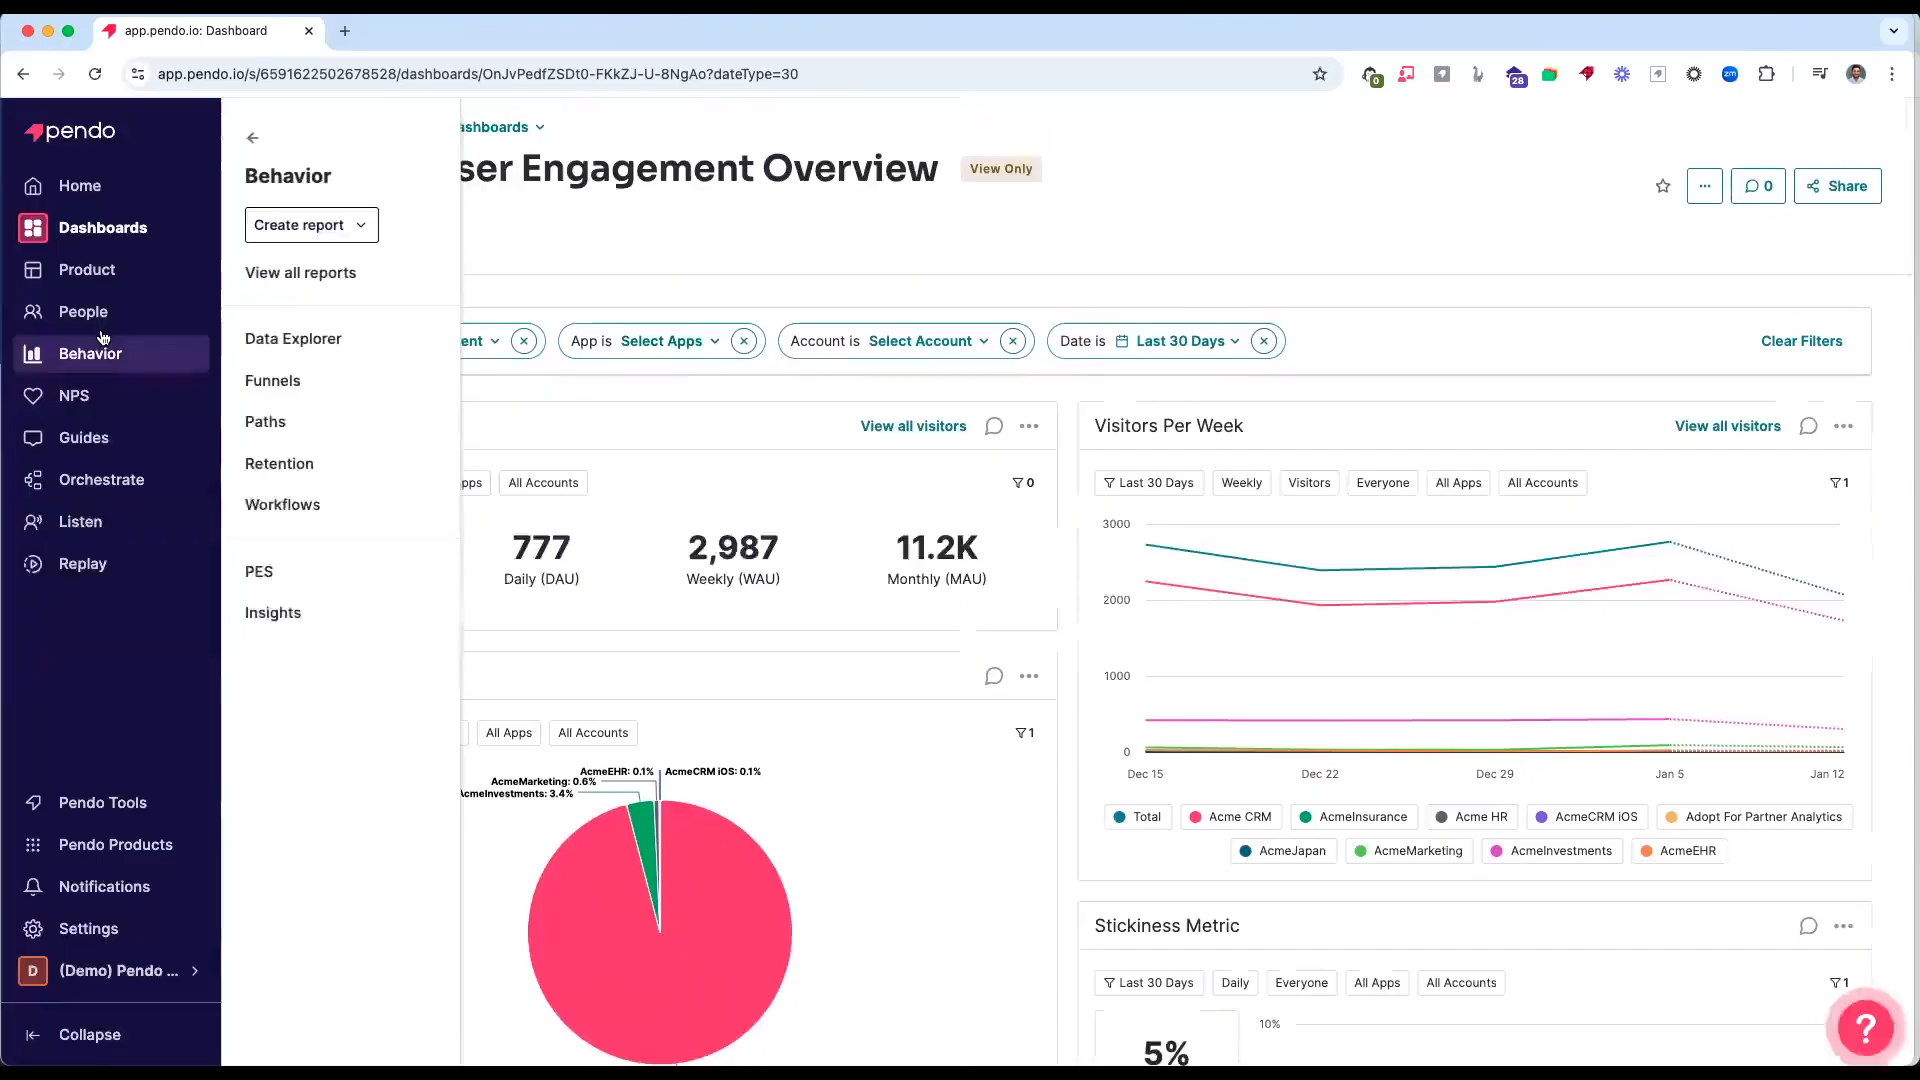 app.pendo.io: Dashboard
app.pendo.io/s/6591622502678528/dashboards/OnJvPedfZSDt0-FKkZJ-U-8NgAo?dateType=30
0
28
zm
pendo
Home
Dashboards
Product
People
Behavior
NPS
Guides
Orchestrate
Listen
Replay
Pendo Tools
Pendo Products
Notifications
Settings
D (Demo) Pendo ...
Collapse
Behavior
Create report
View all reports
Data Explorer
Funnels
Paths
Retention
Workflows
PES
Insights
ashboards
ser Engagement Overview
View Only
0
Share
ent
App is Select Apps
Account is Select Account
Date is Last 30 Days
Clear Filters
View all visitors
pps
All Accounts
0
777
Daily (DAU)
2,987
Weekly (WAU)
11.2K
Monthly (MAU)
All Apps
All Accounts
1
AcmeEHR: 0.1%
AcmeCRM iOS: 0.1%
AcmeMarketing: 0.6%
AcmeInvestments: 3.4%
Visitors Per Week
View all visitors
Last 30 Days
Weekly
Visitors
Everyone
All Apps
All Accounts
1
3000
2000
1000
0
Dec 15
Dec 22
Dec 29
Jan 5
Jan 12
Total
Acme CRM
AcmeInsurance
Acme HR
AcmeCRM iOS
Adopt For Partner Analytics
AcmeJapan
AcmeMarketing
AcmeInvestments
AcmeEHR
Stickiness Metric
Last 30 Days
Daily
Everyone
All Apps
All Accounts
1
10%
5%
?